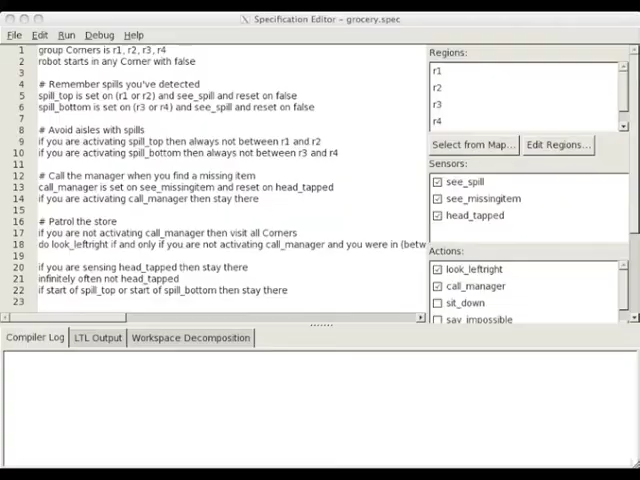 Specification Editor - grocery.spec
File Edit Run Debug Help
1 group Corners is r1, r2, r3, r4
2 robot starts in any Corner with false
3
4 # Remember spills you've detected
5 spill_top is set on (r1 or r2) and see_spill and reset on false
6 spill_bottom is set on (r3 or r4) and see_spill and reset on false
7
8 # Avoid aisles with spills
9 if you are activating spill_top then always not between r1 and r2
10 if you are activating spill_bottom then always not between r3 and r4
11
12 # Call the manager when you find a missing item
13 call_manager is set on see_missingitem and reset on head_tapped
14 if you are activating call_manager then stay there
15
16 # Patrol the store
17 if you are not activating call_manager then visit all Corners
18 do look_leftright if and only if you are not activating call_manager and you were in (betw
19
20 if you are sensing head_tapped then stay there
21 infinitely often not head_tapped
22 if start of spill_top or start of spill_bottom then stay there
23
Regions:
r1
r2
r3
r4
Select from Map... Edit Regions...
Sensors:
see_spill
see_missingitem
head_tapped
Actions:
look_leftright
call_manager
sit_down
say_impossible
Compiler Log LTL Output Workspace Decomposition